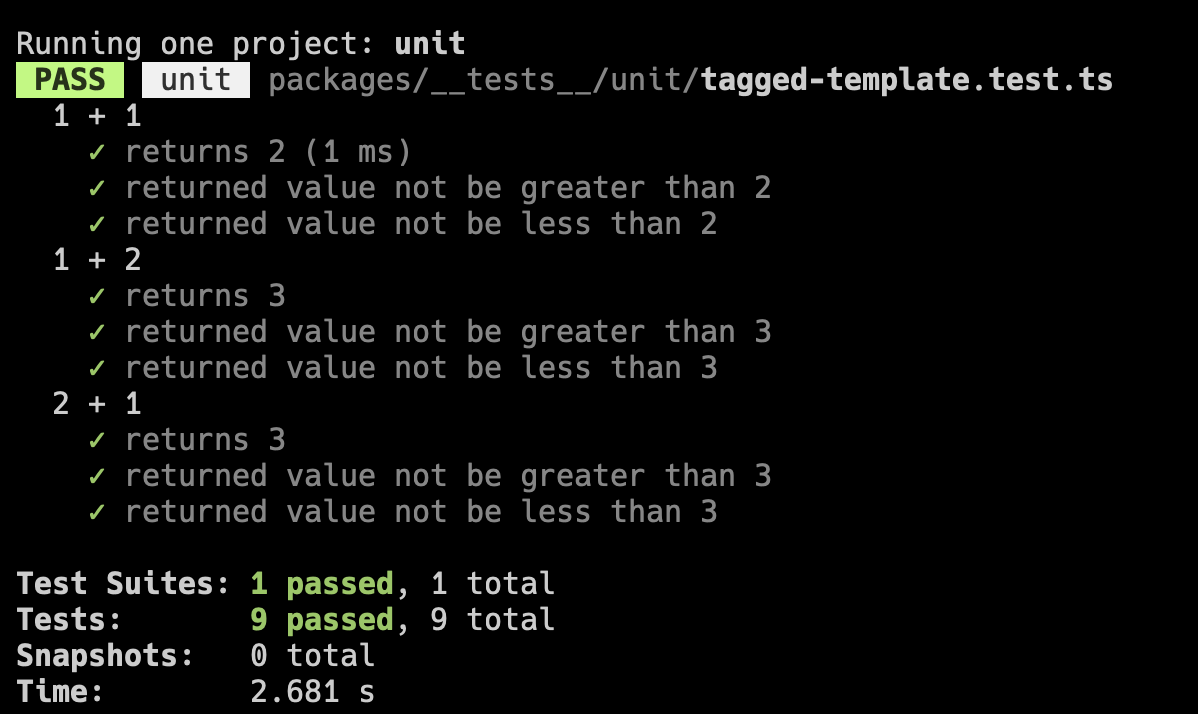 Running one project: unit
PASS unit packages/__tests__/unit/tagged-template.test.ts
1 + 1
✓ returns 2 (1 ms)
✓ returned value not be greater than 2
✓ returned value not be less than 2
1 + 2
✓ returns 3
✓ returned value not be greater than 3
✓ returned value not be less than 3
2 + 1
✓ returns 3
✓ returned value not be greater than 3
✓ returned value not be less than 3
Test Suites: 1 passed, 1 total
Tests: 9 passed, 9 total
Snapshots: 0 total
Time: 2.681 s